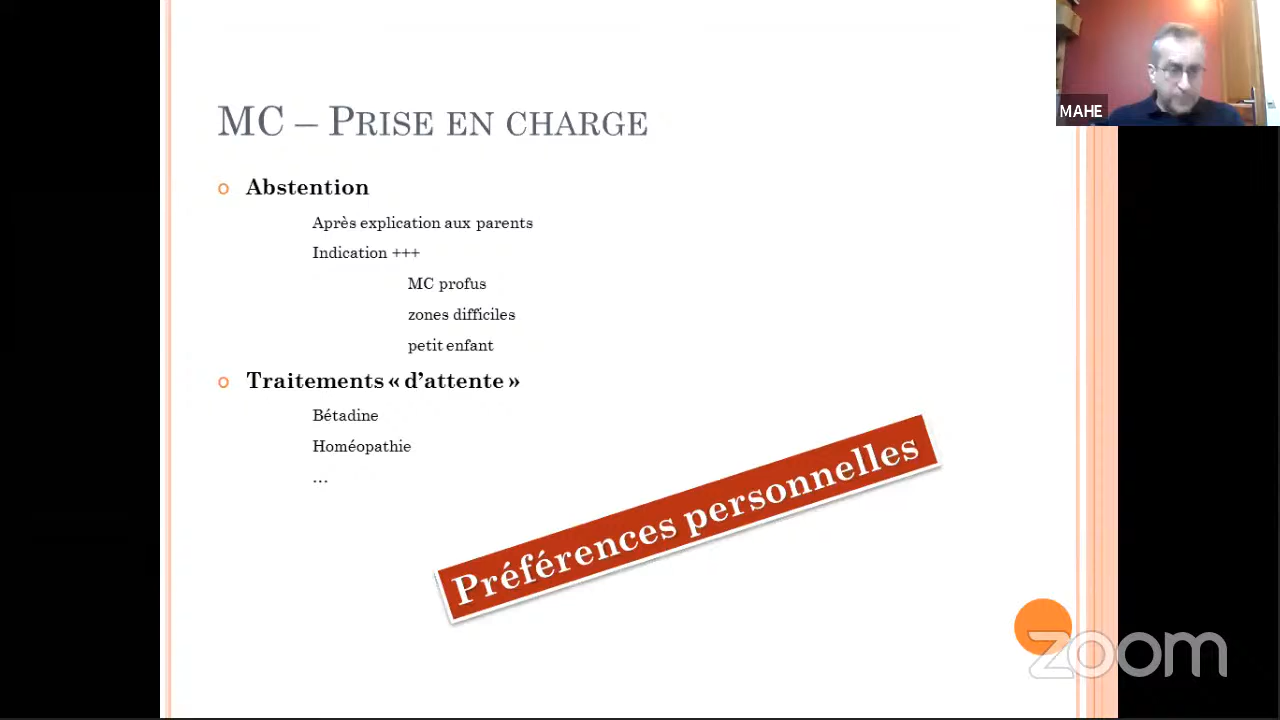 MC – PRISE EN CHARGE
o Abstention
Après explication aux parents
Indication +++
MC profus
zones difficiles
petit enfant
o Traitements « d'attente »
Bétadine
Homéopathie
…
Préférences personnelles
MAHE
zoom